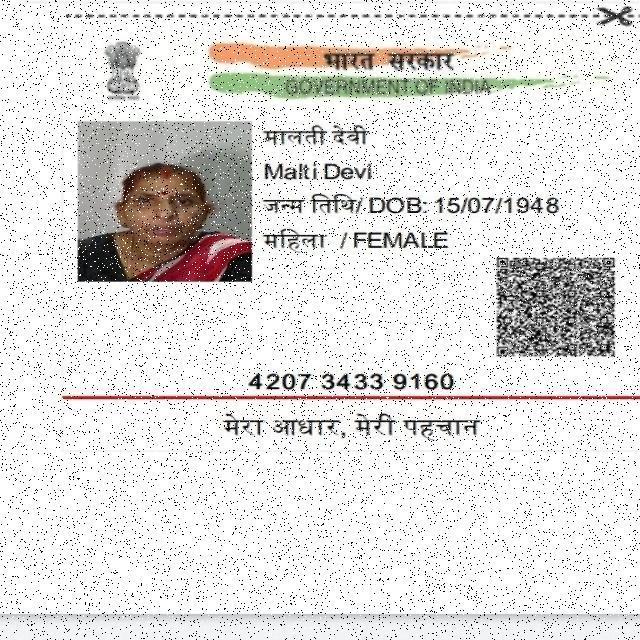 भारत सरकार
GOVERNMENT OF INDIA
मालती देवी
Malti Devi
जन्म तिथि/ DOB: 15/07/1948
महिला / FEMALE
4207 3433 9160
मेरा आधार, मेरी पहचान